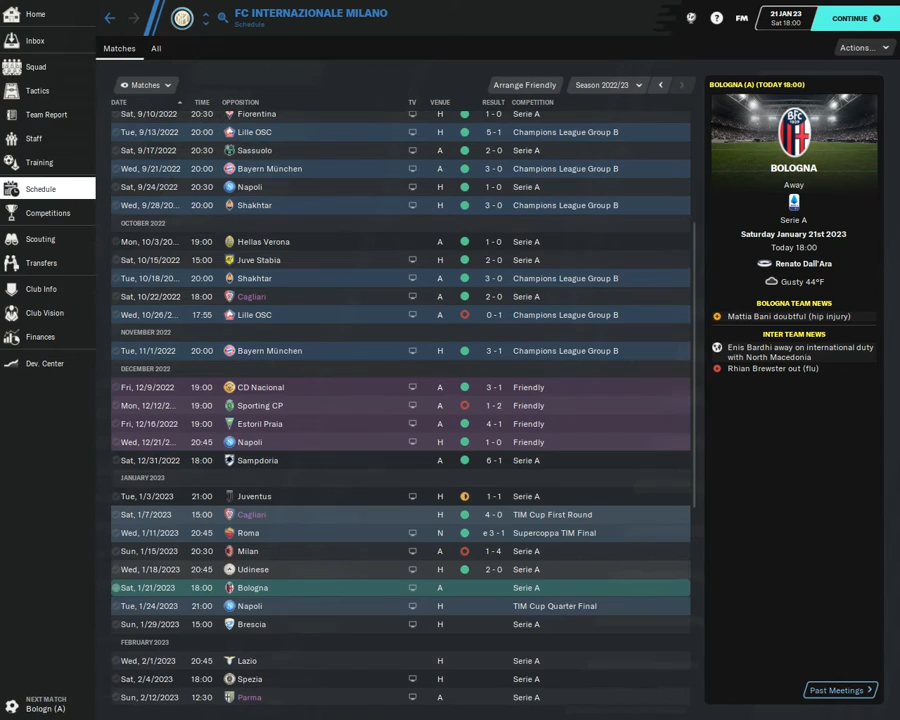 Home
Inbox
Squad
Tactics
Team Report
Staff
Training
Schedule
Competitions
Scouting
Transfers
Club Info
Club Vision
Finances
Dev. Center
NEXT MATCH
Bologn (A)
FC INTERNAZIONALE MILANO
Schedule
FM
21 JAN 23
Sat 18:00
CONTINUE
Matches All
Actions...
Matches
Arrange Friendly
Season 2022/23
DATE TIME OPPOSITION TV VENUE RESULT COMPETITION
Sat, 9/10/2022 20:30 Fiorentina H 1 - 0 Serie A
Tue, 9/13/2022 20:00 Lille OSC H 5 - 1 Champions League Group B
Sat, 9/17/2022 20:30 Sassuolo A 2 - 0 Serie A
Wed, 9/21/2022 20:00 Bayern München A 3 - 0 Champions League Group B
Sat, 9/24/2022 20:30 Napoli H 1 - 0 Serie A
Wed, 9/28/20... 20:00 Shakhtar H 3 - 0 Champions League Group B
OCTOBER 2022
Mon, 10/3/20... 19:00 Hellas Verona A 1 - 0 Serie A
Sat, 10/15/2022 15:00 Juve Stabia H 2 - 0 Serie A
Tue, 10/18/20... 20:00 Shakhtar A 3 - 0 Champions League Group B
Sat, 10/22/2022 18:00 Cagliari A 2 - 0 Serie A
Wed, 10/26/2... 17:55 Lille OSC A 0 - 1 Champions League Group B
NOVEMBER 2022
Tue, 11/1/2022 20:00 Bayern München H 3 - 1 Champions League Group B
DECEMBER 2022
Fri, 12/9/2022 19:00 CD Nacional A 3 - 1 Friendly
Mon, 12/12/2... 19:00 Sporting CP A 1 - 2 Friendly
Fri, 12/16/2022 19:00 Estoril Praia A 4 - 1 Friendly
Wed, 12/21/2... 20:45 Napoli H 1 - 0 Friendly
Sat, 12/31/2022 18:00 Sampdoria A 6 - 1 Serie A
JANUARY 2023
Tue, 1/3/2023 21:00 Juventus H 1 - 1 Serie A
Sat, 1/7/2023 15:00 Cagliari H 4 - 0 TIM Cup First Round
Wed, 1/11/2023 20:45 Roma N e 3 - 1 Supercoppa TIM Final
Sun, 1/15/2023 20:30 Milan A 1 - 4 Serie A
Wed, 1/18/2023 20:45 Udinese H 2 - 0 Serie A
Sat, 1/21/2023 18:00 Bologna A Serie A
Tue, 1/24/2023 21:00 Napoli H TIM Cup Quarter Final
Sun, 1/29/2023 15:00 Brescia H Serie A
FEBRUARY 2023
Wed, 2/1/2023 20:45 Lazio H Serie A
Sat, 2/4/2023 18:00 Spezia H Serie A
Sun, 2/12/2023 12:30 Parma A Serie A
BOLOGNA (A) (TODAY 18:00)
BFC
1909
BOLOGNA
Away
Serie A
Saturday January 21st 2023
Today 18:00
Renato Dall'Ara
Gusty 44°F
BOLOGNA TEAM NEWS
Mattia Bani doubtful (hip injury)
INTER TEAM NEWS
Enis Bardhi away on international duty
with North Macedonia
Rhian Brewster out (flu)
Past Meetings